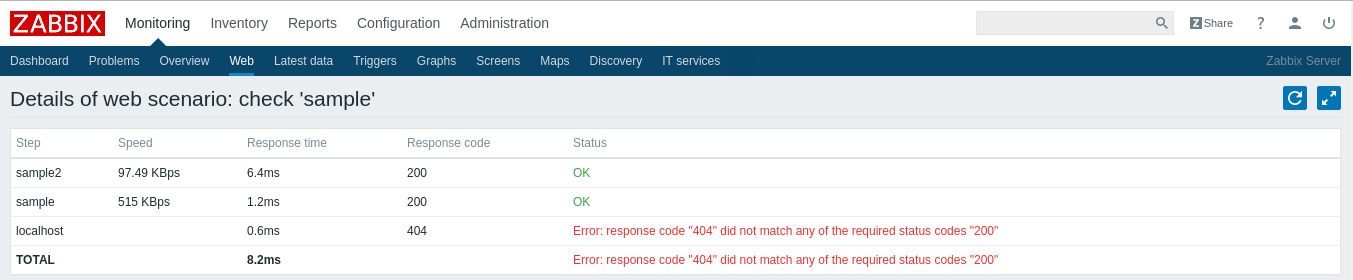 ZABBIX Monitoring Inventory Reports Configuration Administration Z Share ?
Dashboard Problems Overview Web Latest data Triggers Graphs Screens Maps Discovery IT services Zabbix Server
Details of web scenario: check 'sample'
Step Speed Response time Response code Status
sample2 97.49 KBps 6.4ms 200 OK
sample 515 KBps 1.2ms 200 OK
localhost 0.6ms 404 Error: response code "404" did not match any of the required status codes "200"
TOTAL 8.2ms Error: response code "404" did not match any of the required status codes "200"